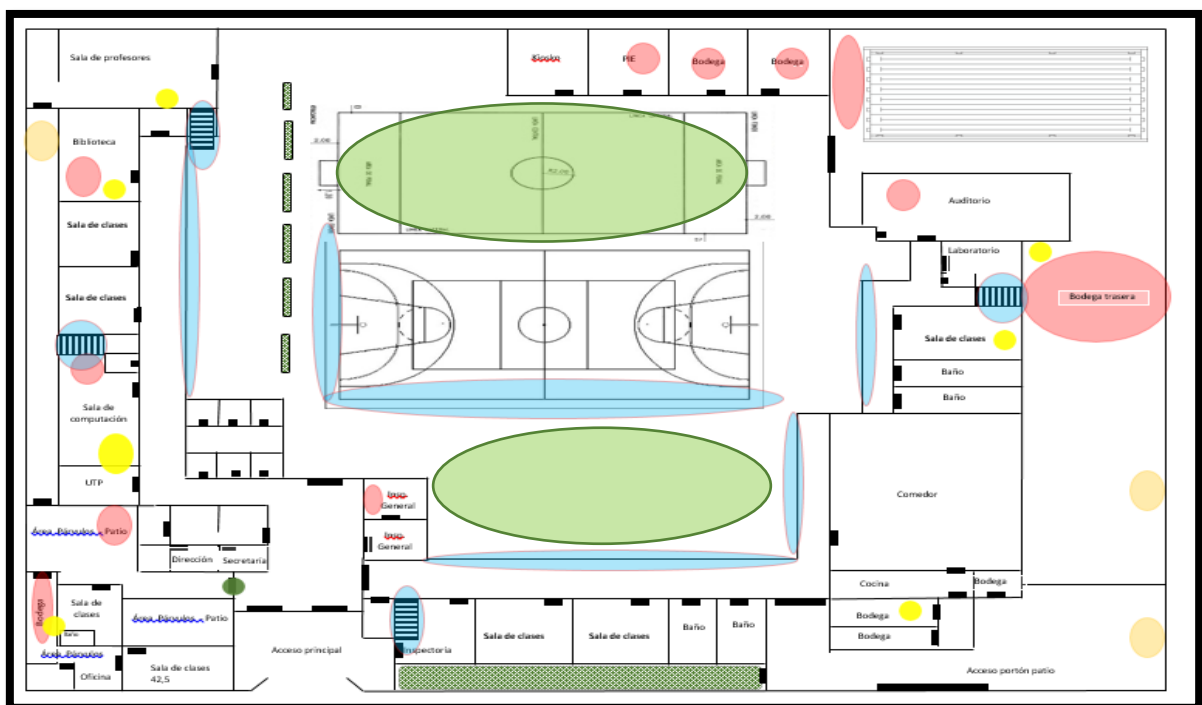 Sala de profesores
Kiosko
PIE
Bodega
Bodega
Biblioteca
Auditorio
Sala de clases
Laboratorio
Sala de clases
Bodega trasera
Sala de clases
Baño
Baño
Sala de
computación
UTP
Comedor
Insp
General
Insp
General
Área Párvulos - Patio
Dirección
Secretaria
Cocina
Bodega
Bodega
Sala de
clases
Baño
Área Párvulos - Patio
Bodega
Bodega
Baño
Baño
Sala de clases
Sala de clases
Inspectoria
Acceso principal
Área Párvulos
Oficina
Sala de clases
42,5
Acceso portón patio